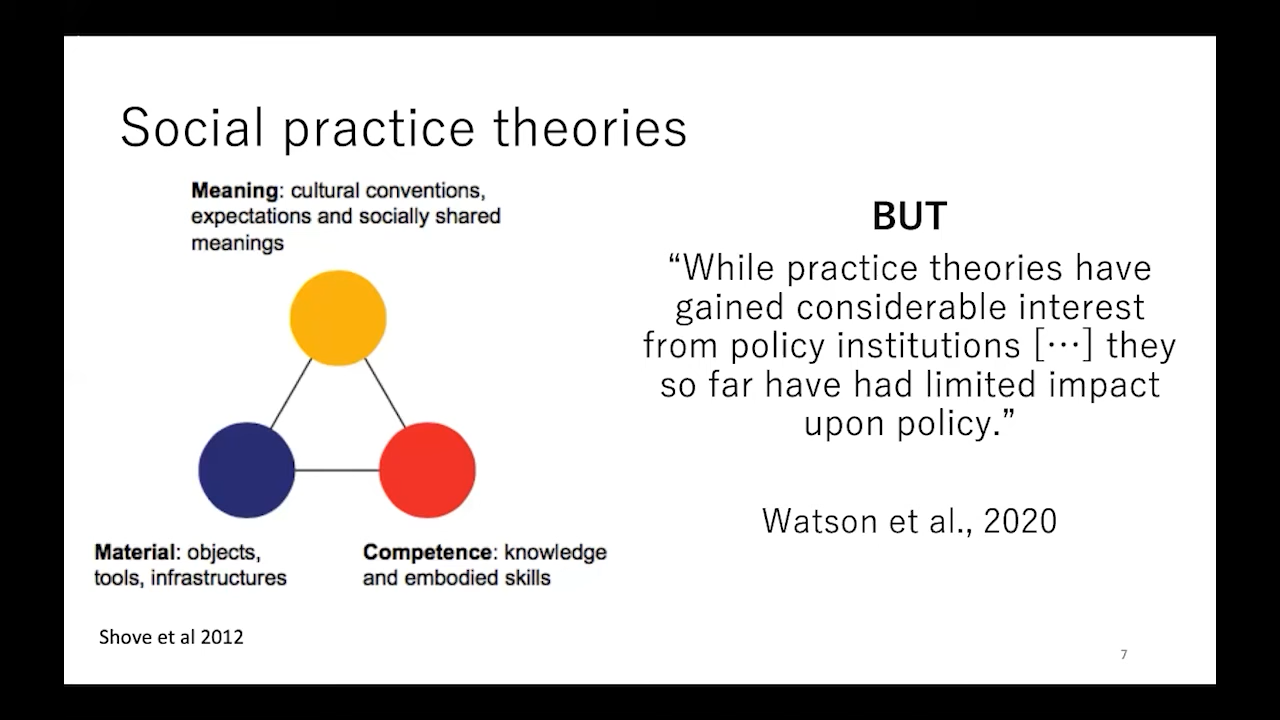 Social practice theories
Meaning: cultural conventions,
expectations and socially shared
meanings
Material: objects,
tools, infrastructures
Competence: knowledge
and embodied skills
Shove et al 2012
BUT
“While practice theories have
gained considerable interest
from policy institutions […] they
so far have had limited impact
upon policy.”
Watson et al., 2020
7